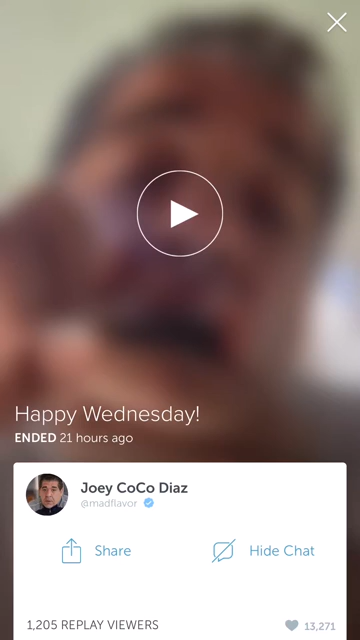 Happy Wednesday!
ENDED 21 hours ago
Joey CoCo Diaz
@madflavor
Share
Hide Chat
1,205 REPLAY VIEWERS
13,271